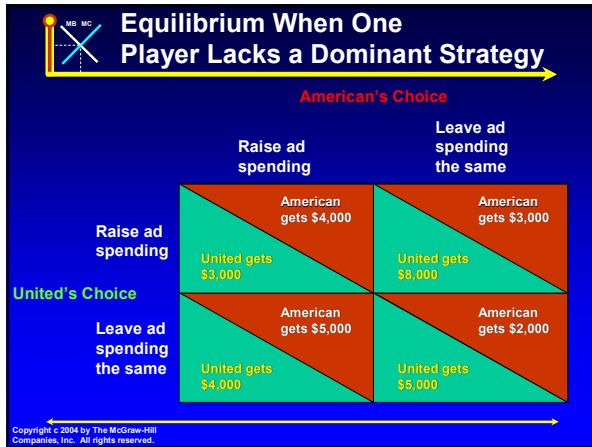 MB MC
Equilibrium When One
Player Lacks a Dominant Strategy
American's Choice
Raise ad
spending
Leave ad
spending
the same
Raise ad
spending
American
gets $4,000
United gets
$3,000
American
gets $3,000
United gets
$8,000
United's Choice
Leave ad
spending
the same
American
gets $5,000
United gets
$4,000
American
gets $2,000
United gets
$5,000
Copyright c 2004 by The McGraw-Hill
Companies, Inc. All rights reserved.